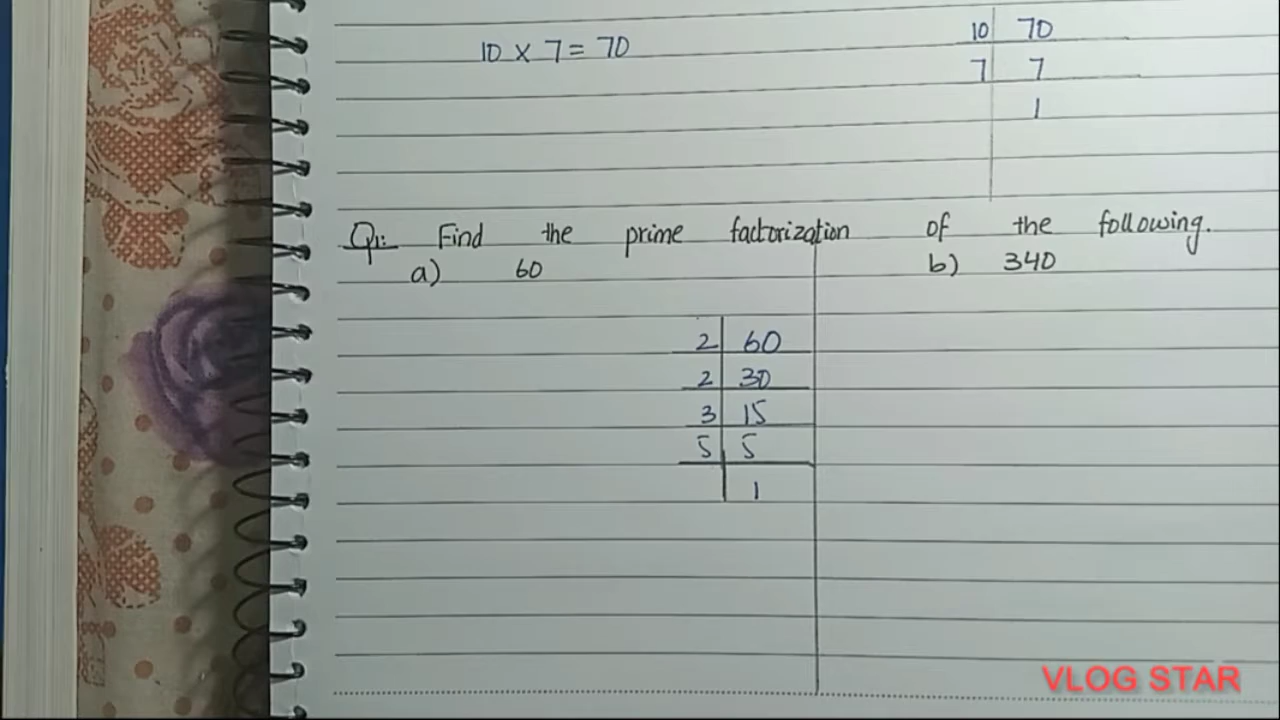 10 × 7 = 70
10 70
7 7
1
Q1: Find the prime factorization of the following.
a) 60
b) 340
2 60
2 30
3 15
5 5
1
VLOG STAR